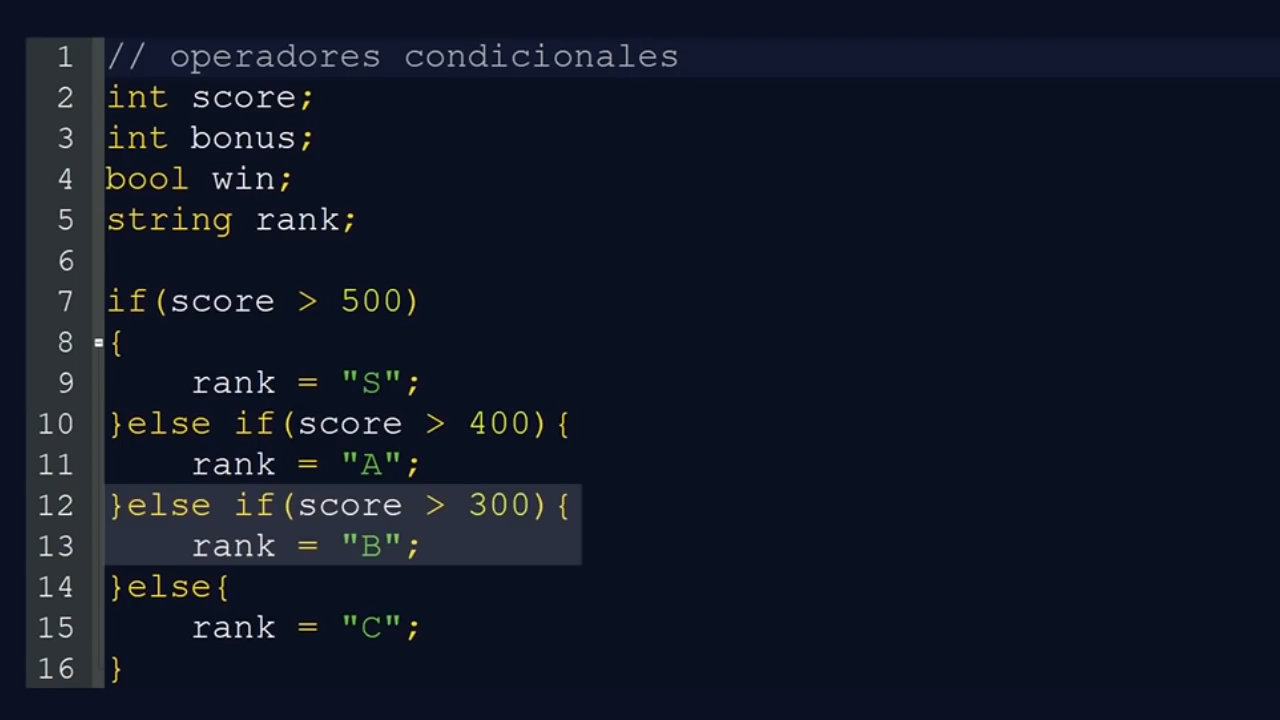 1 // operadores condicionales
2 int score;
3 int bonus;
4 bool win;
5 string rank;
6
7 if(score > 500)
8 {
9     rank = "S";
10 }else if(score > 400){
11     rank = "A";
12 }else if(score > 300){
13     rank = "B";
14 }else{
15     rank = "C";
16 }